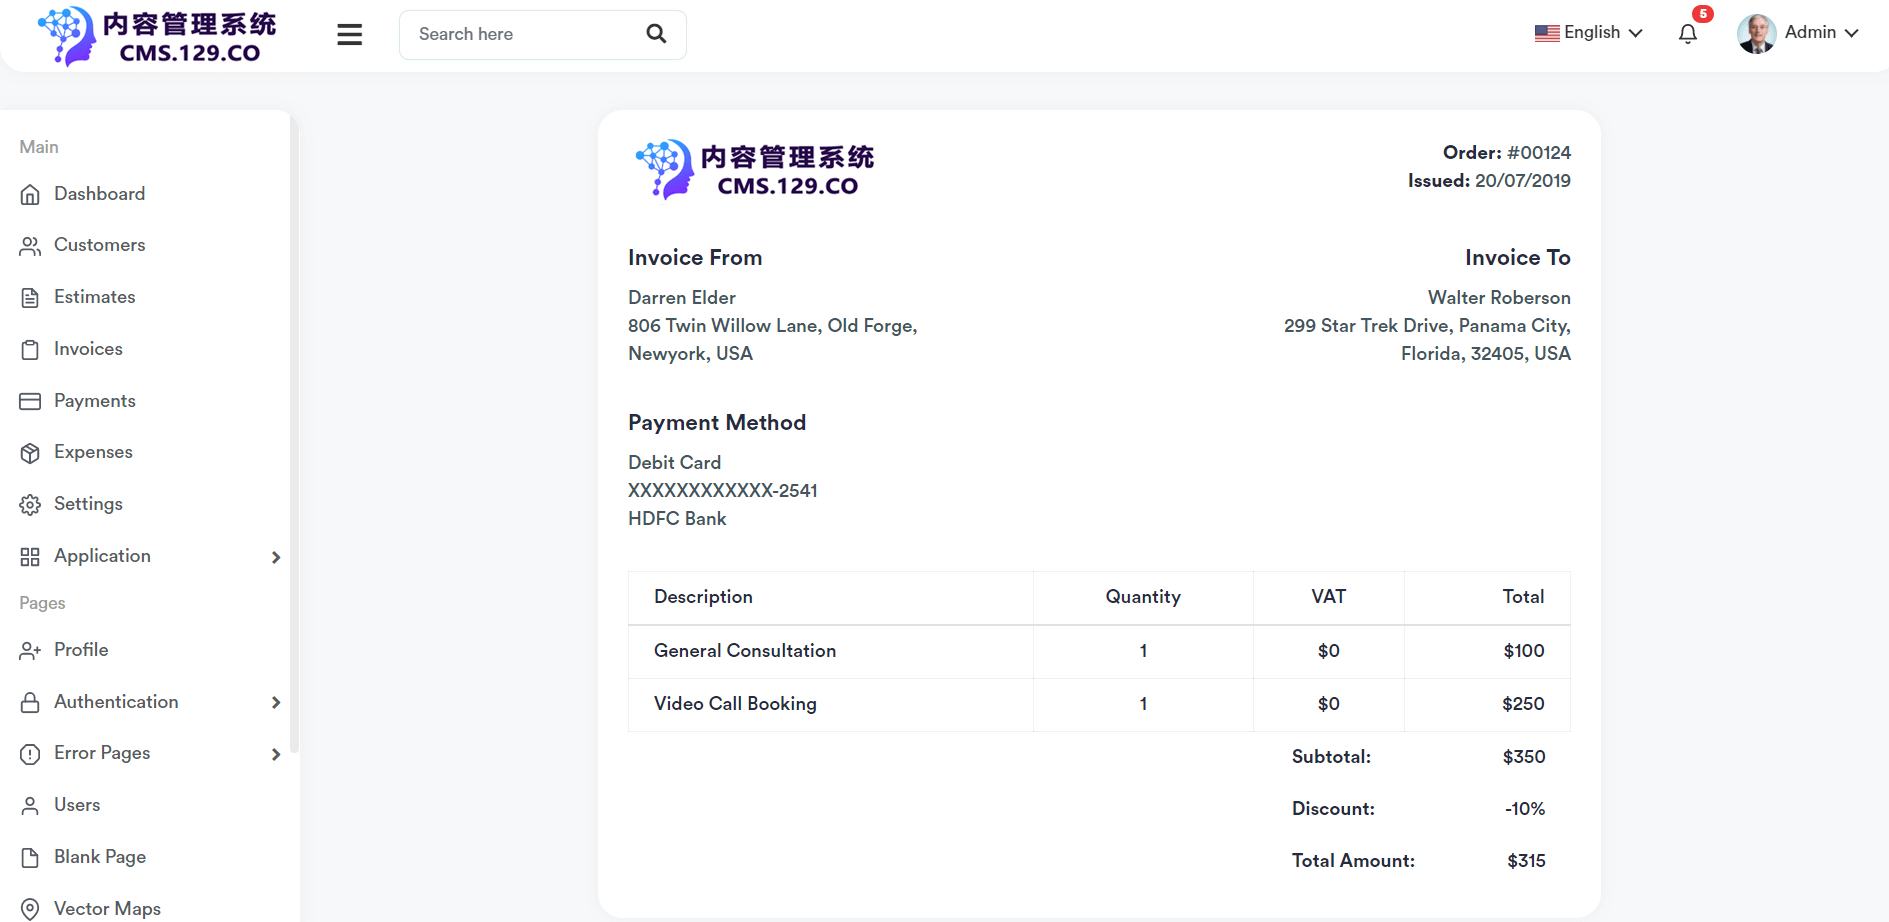 内容管理系统
CMS.129.CO
Search here
English
5
Admin
Main
Dashboard
Customers
Estimates
Invoices
Payments
Expenses
Settings
Application
Pages
Profile
Authentication
Error Pages
Users
Blank Page
Vector Maps
内容管理系统
CMS.129.CO
Order: #00124
Issued: 20/07/2019
Invoice From
Darren Elder
806 Twin Willow Lane, Old Forge,
Newyork, USA
Invoice To
Walter Roberson
299 Star Trek Drive, Panama City,
Florida, 32405, USA
Payment Method
Debit Card
XXXXXXXXXXXX-2541
HDFC Bank
Description Quantity VAT Total
General Consultation 1 $0 $100
Video Call Booking 1 $0 $250
Subtotal: $350
Discount: -10%
Total Amount: $315